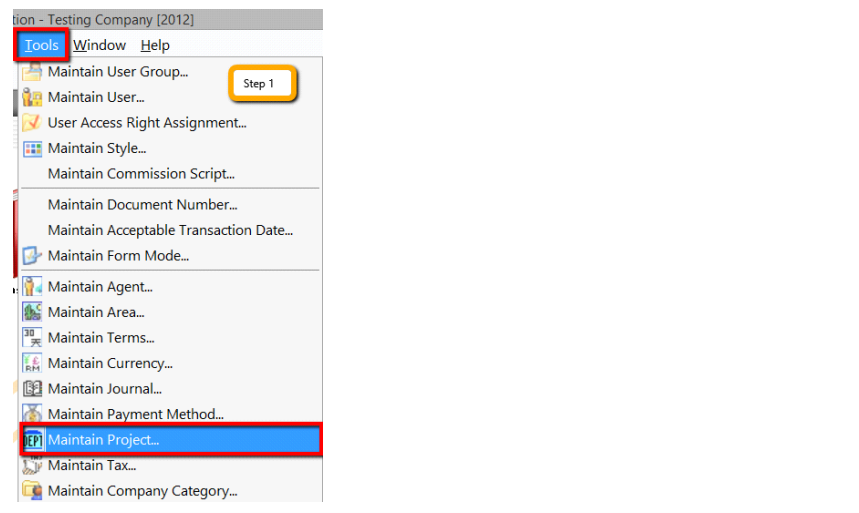 tion - Testing Company [2012]
Tools Window Help
Maintain User Group...
Step 1
Maintain User...
User Access Right Assignment...
Maintain Style...
Maintain Commission Script...
Maintain Document Number...
Maintain Acceptable Transaction Date...
Maintain Form Mode...
Maintain Agent...
Maintain Area...
30
天 Maintain Terms...
RM Maintain Currency...
Maintain Journal...
Maintain Payment Method...
DEPT Maintain Project...
Maintain Tax...
Maintain Company Category...